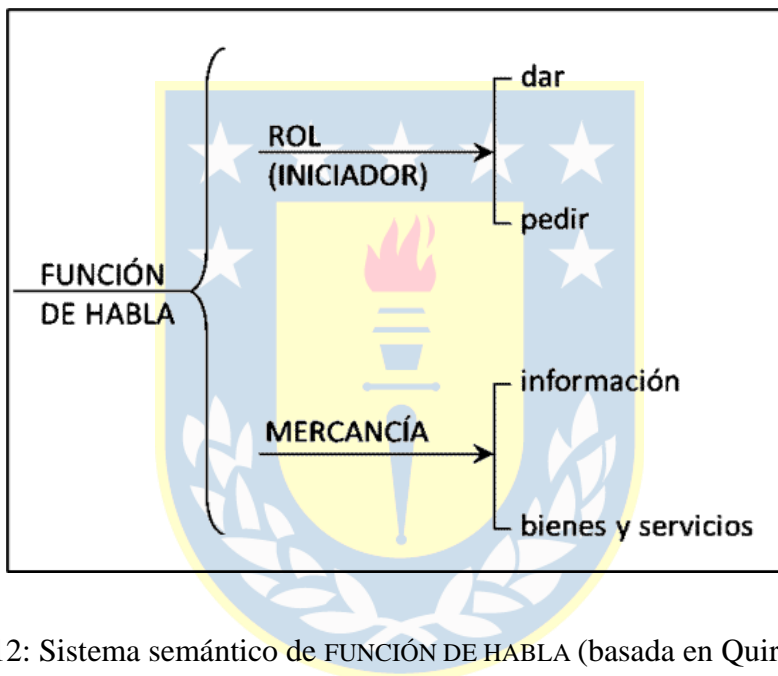 dar
ROL
(INICIADOR)
pedir
FUNCIÓN
DE HABLA
información
MERCANCÍA
bienes y servicios
12: Sistema semántico de FUNCIÓN DE HABLA (basada en